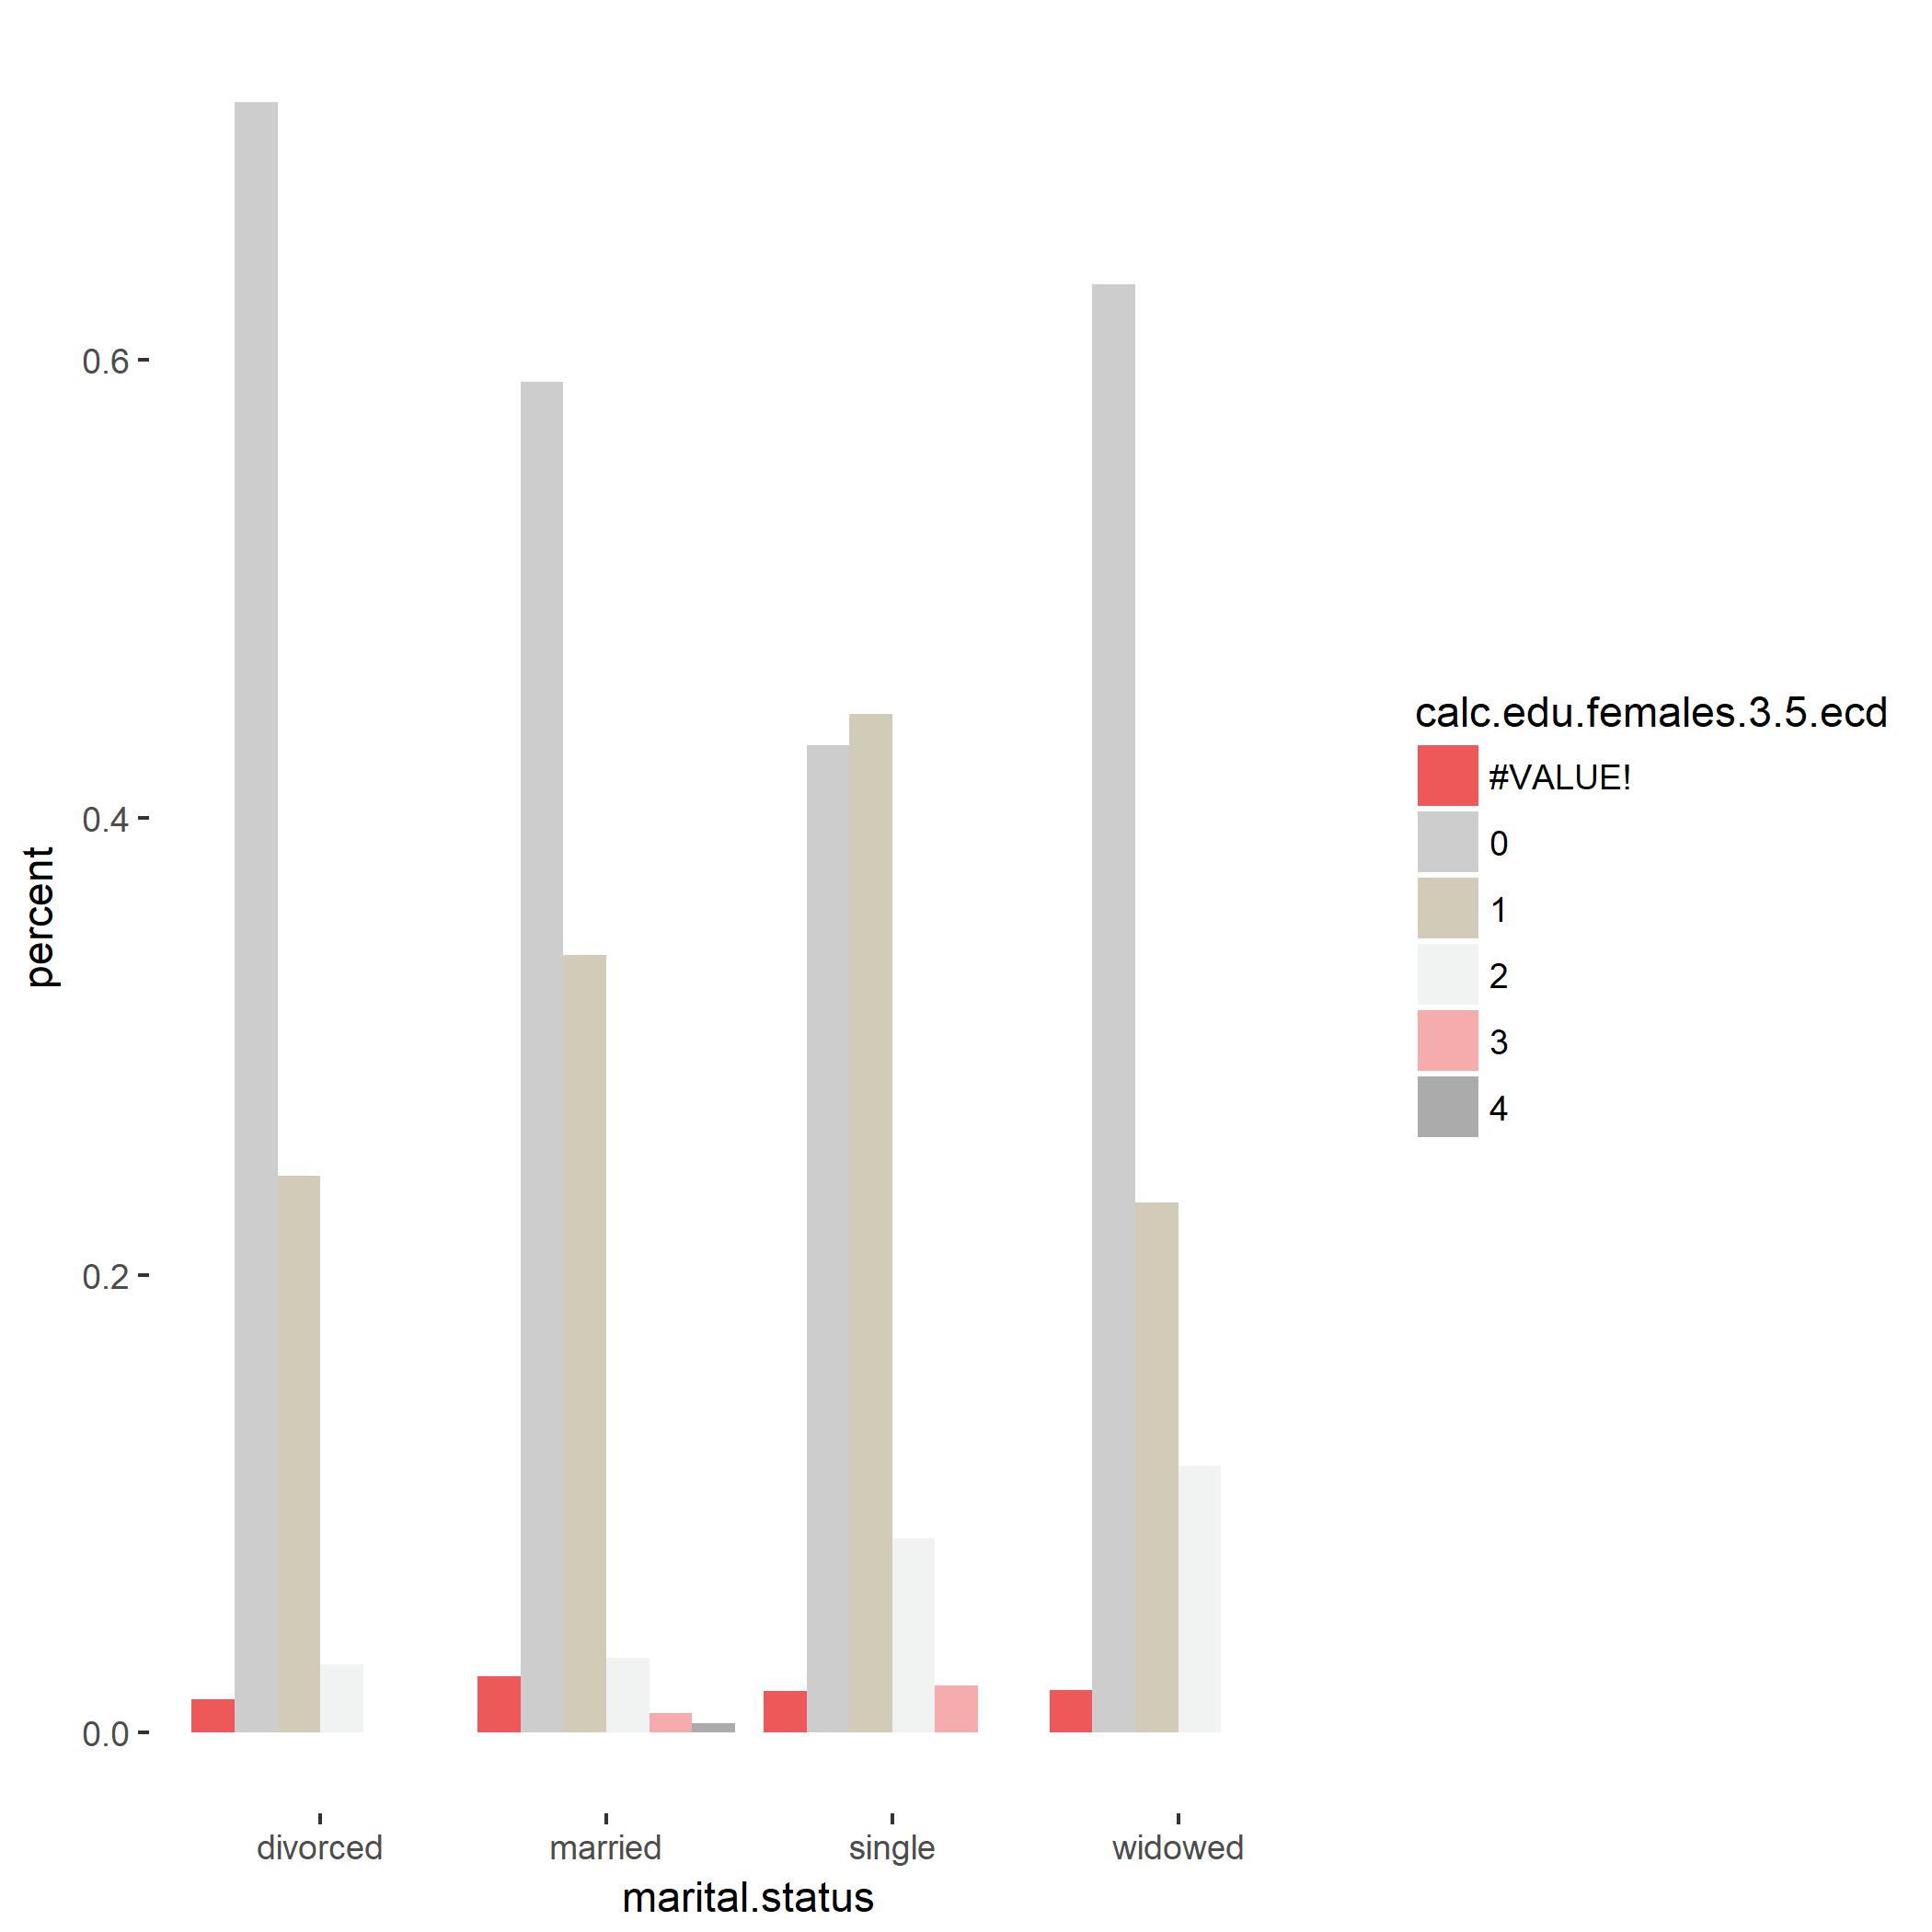 percent
0.6
0.4
0.2
0.0
divorced married single widowed
marital.status
calc.edu.females.3.5.ecd
#VALUE!
0
1
2
3
4